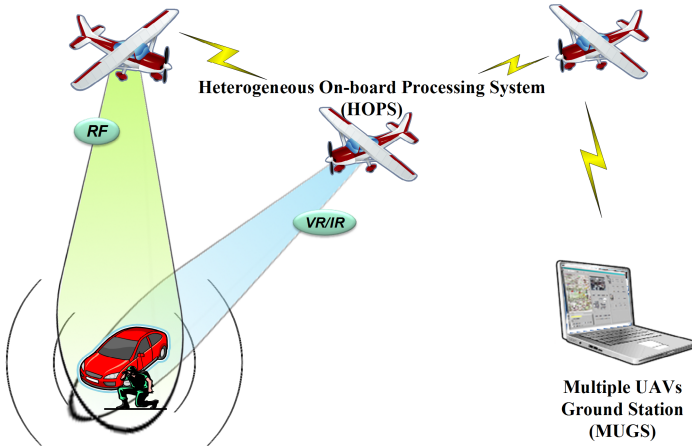 Heterogeneous On-board Processing System
(HOPS)
RF
VR/IR
Multiple UAVs
Ground Station
(MUGS)